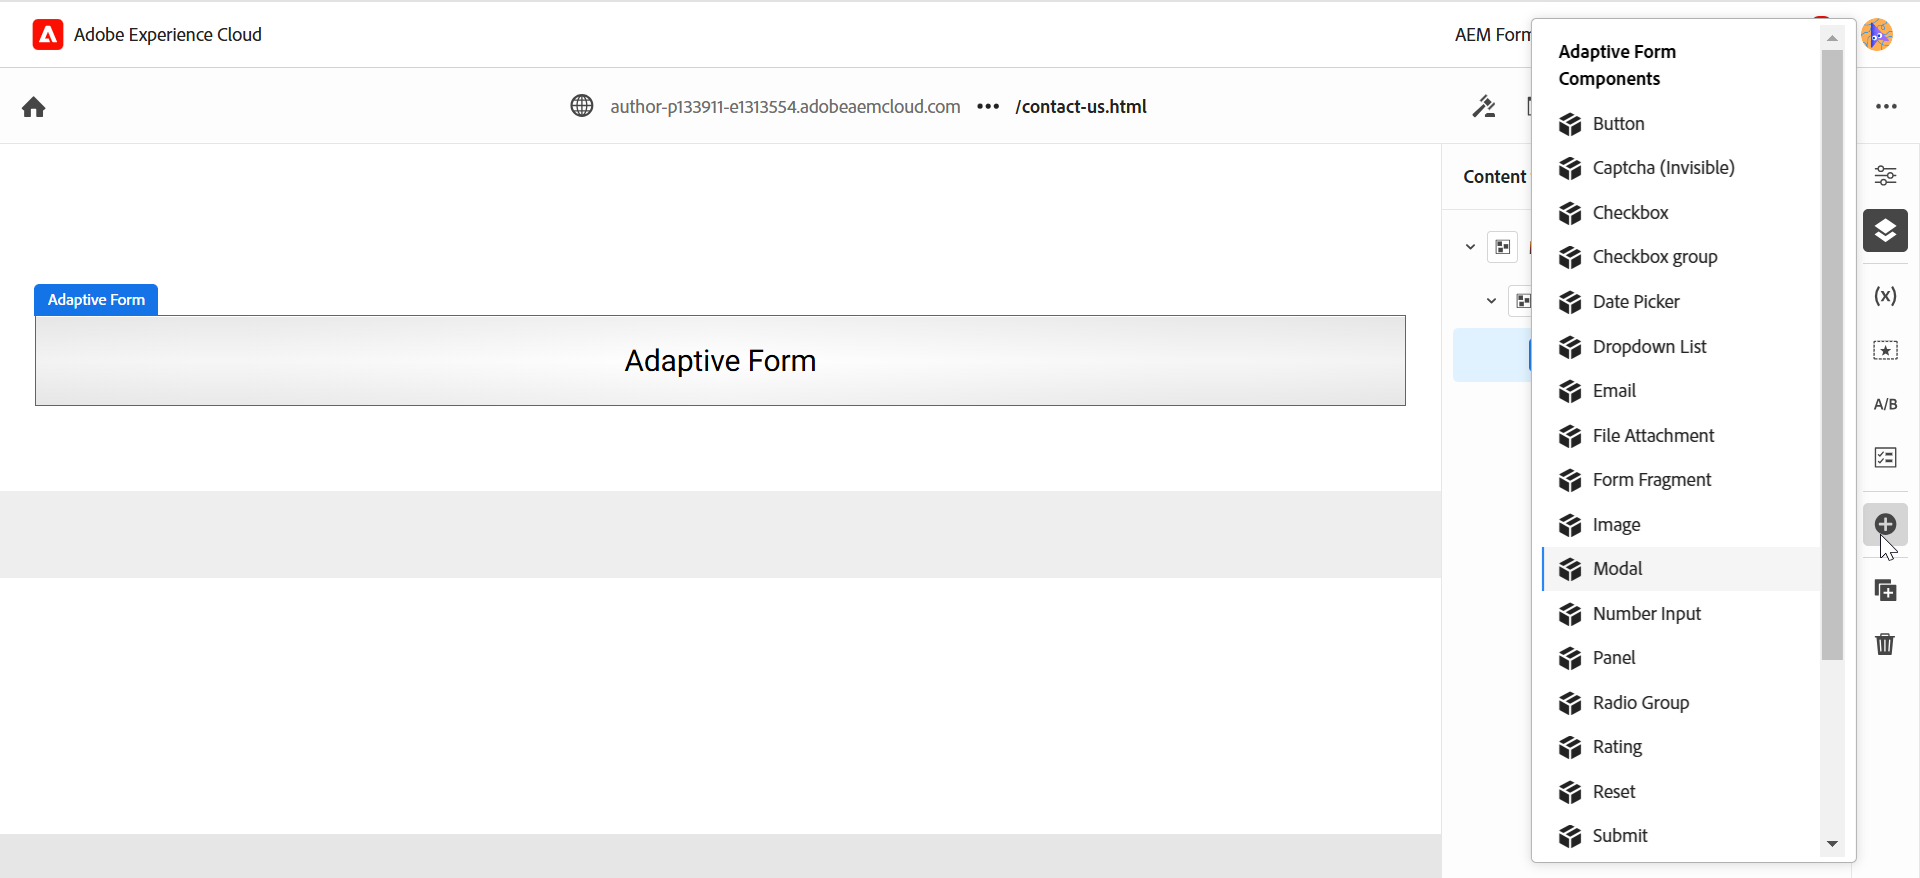 Adobe Experience Cloud
AEM Form
author-p133911-e1313554.adobeaemcloud.com ••• /contact-us.html
Content
Adaptive Form
Adaptive Form
Adaptive Form
Components
Button
Captcha (Invisible)
Checkbox
Checkbox group
Date Picker
Dropdown List
Email
File Attachment
Form Fragment
Image
Modal
Number Input
Panel
Radio Group
Rating
Reset
Submit
(x)
A/B